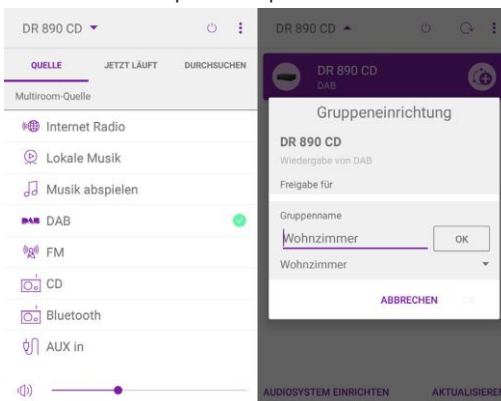 DR 890 CD
QUELLE
JETZT LÄUFT
DURCHSUCHEN
Multiroom-Quelle
Internet Radio
Lokale Musik
Musik abspielen
DAB
FM
CD
Bluetooth
AUX in
DR 890 CD
DR 890 CD
DAB
Gruppeneinrichtung
DR 890 CD
Wiedergabe von DAB
Freigabe für
Gruppenname
Wohnzimmer
OK
Wohnzimmer
ABBRECHEN
AUDIOSYSTEM EINRICHTEN
AKTUALISIEREN